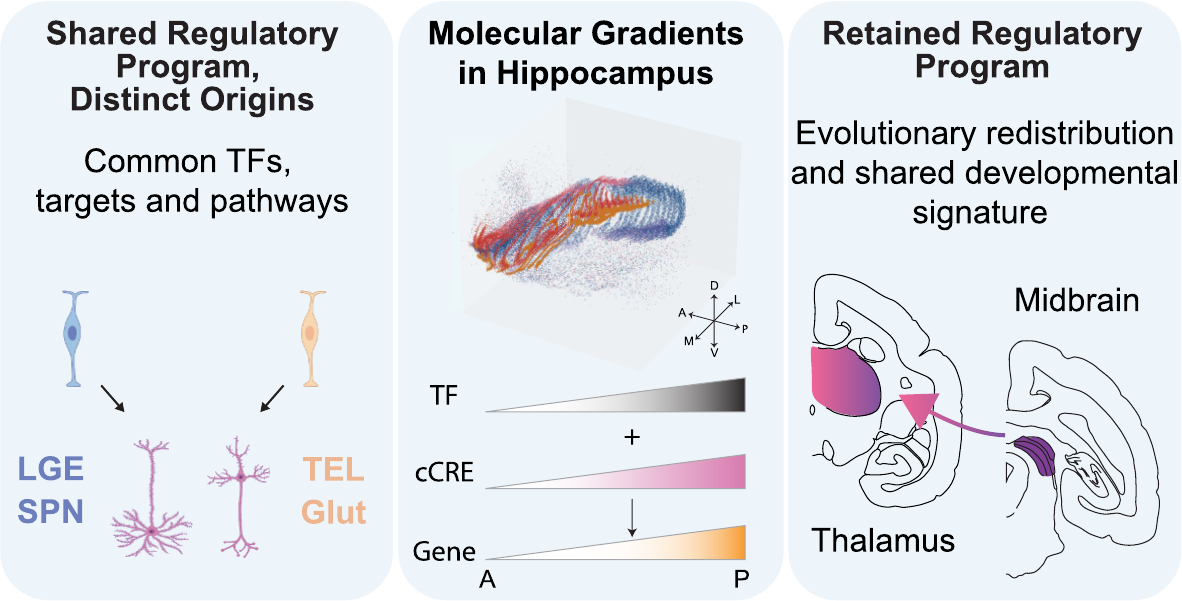 Shared Regulatory
Program,
Distinct Origins
Common TFs,
targets and pathways
LGE
SPN
TEL
Glut
Molecular Gradients
in Hippocampus
D
L
A
P
M
V
TF
+
cCRE
Gene
A
P
Retained Regulatory
Program
Evolutionary redistribution
and shared developmental
signature
Midbrain
Thalamus